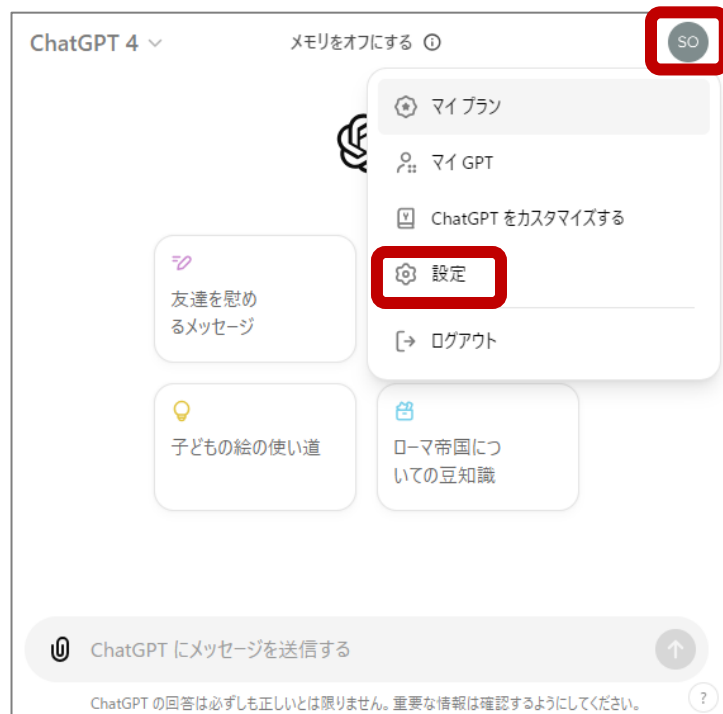 ChatGPT 4
メモリをオフにする
SO
マイ プラン
マイ GPT
ChatGPT をカスタマイズする
設定
ログアウト
友達を慰め
るメッセージ
子どもの絵の使い道
ローマ帝国につ
いての豆知識
ChatGPT にメッセージを送信する
ChatGPT の回答は必ずしも正しいとは限りません。重要な情報は確認するようにしてください。
?